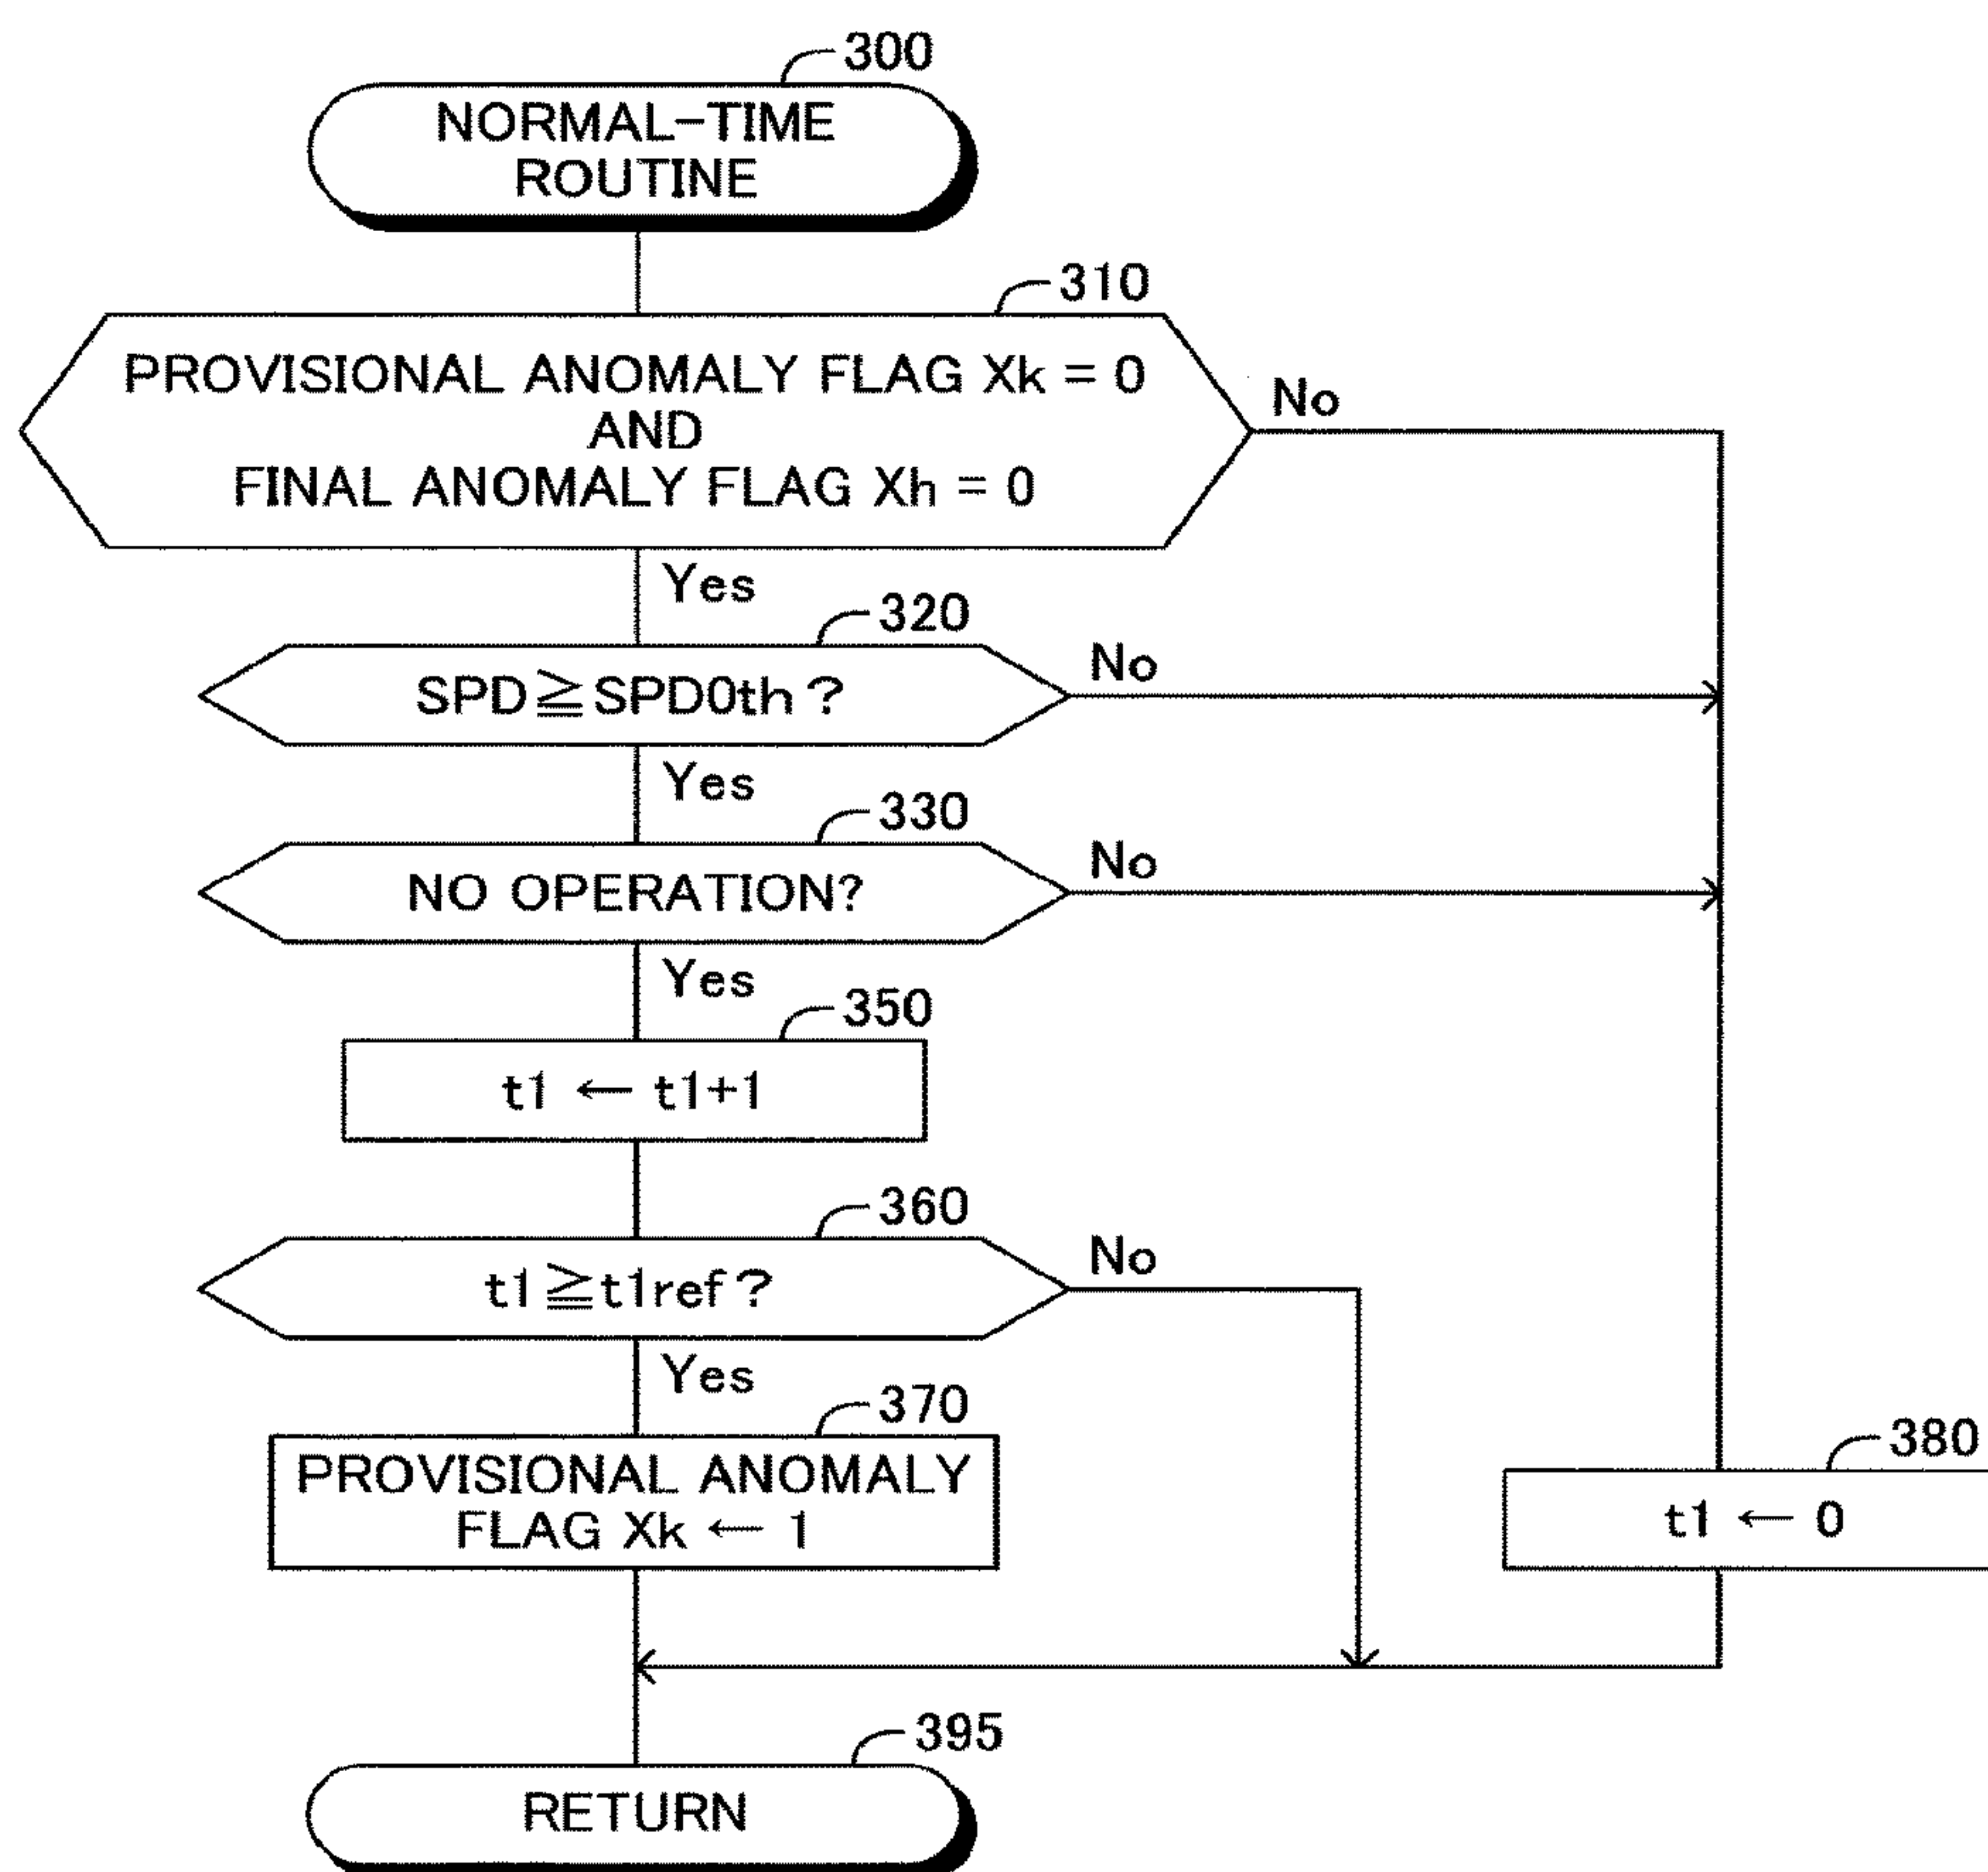 300
NORMAL-TIME
ROUTINE
310
PROVISIONAL ANOMALY FLAG Xk = 0
AND
FINAL ANOMALY FLAG Xh = 0
No
Yes
320
SPD≧SPD0th?
No
Yes
330
NO OPERATION?
No
Yes
350
t1 ← t1+1
360
t1≧t1ref?
No
Yes
370
PROVISIONAL ANOMALY
FLAG Xk ← 1
380
t1 ← 0
395
RETURN